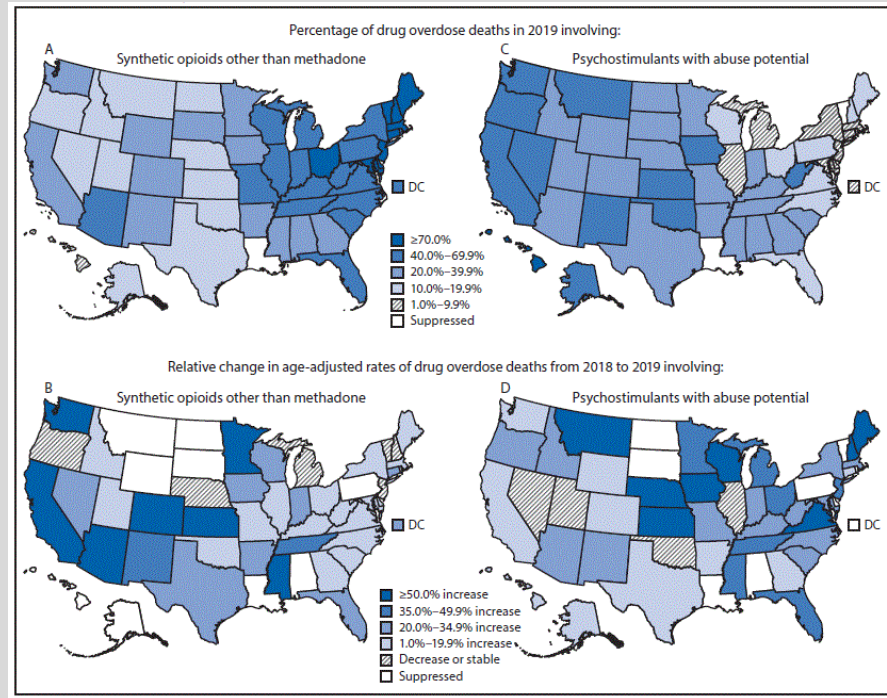 Percentage of drug overdose deaths in 2019 involving:
A
Synthetic opioids other than methadone
C
Psychostimulants with abuse potential
DC
DC
≥70.0%
40.0%–69.9%
20.0%–39.9%
10.0%–19.9%
1.0%–9.9%
Suppressed
Relative change in age-adjusted rates of drug overdose deaths from 2018 to 2019 involving:
B
Synthetic opioids other than methadone
D
Psychostimulants with abuse potential
DC
DC
≥50.0% increase
35.0%–49.9% increase
20.0%–34.9% increase
1.0%–19.9% increase
Decrease or stable
Suppressed